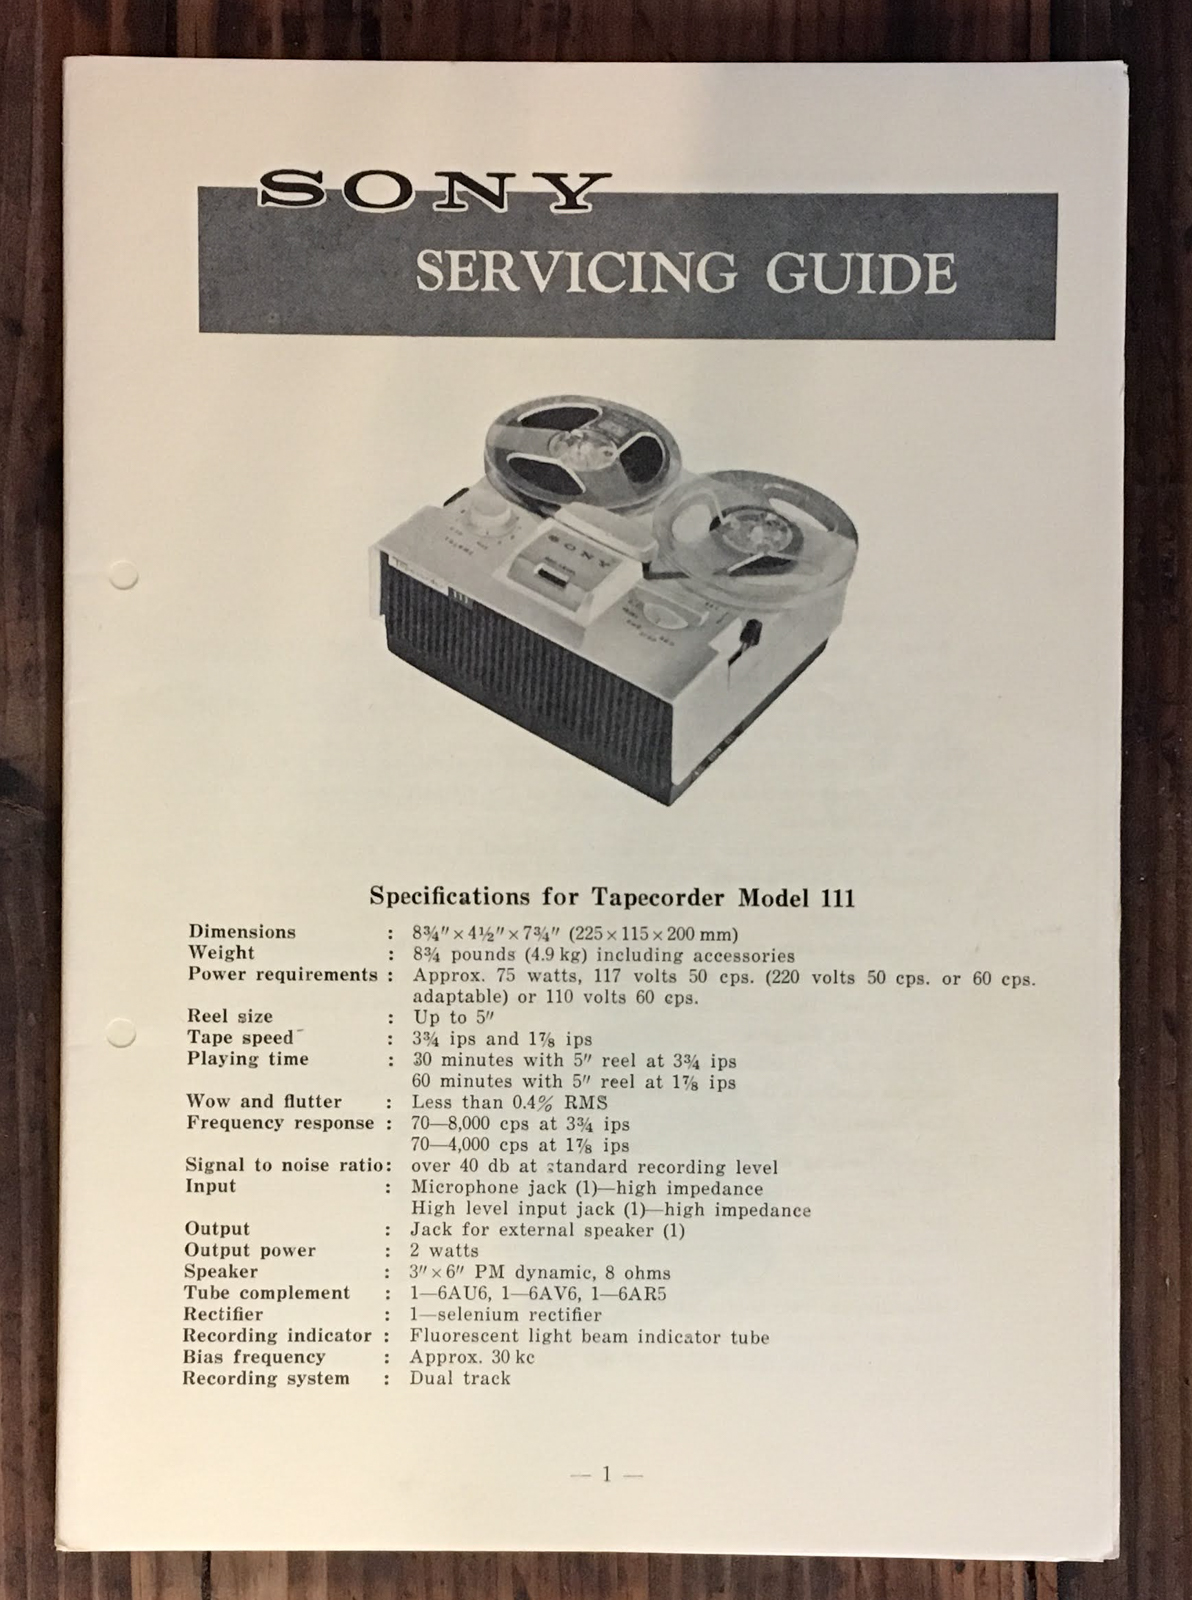 SONY
SERVICING GUIDE
SONY
Specifications for Tapecorder Model 111
Dimensions : 8¾″ × 4½″ × 7¾″ (225 × 115 × 200 mm)
Weight : 8¾ pounds (4.9 kg) including accessories
Power requirements : Approx. 75 watts, 117 volts 50 cps. (220 volts 50 cps. or 60 cps.
adaptable) or 110 volts 60 cps.
Reel size : Up to 5″
Tape speed : 3¾ ips and 1⅞ ips
Playing time : 30 minutes with 5″ reel at 3¾ ips
60 minutes with 5″ reel at 1⅞ ips
Wow and flutter : Less than 0.4% RMS
Frequency response : 70—8,000 cps at 3¾ ips
70—4,000 cps at 1⅞ ips
Signal to noise ratio: over 40 db at standard recording level
Input : Microphone jack (1)—high impedance
High level input jack (1)—high impedance
Output : Jack for external speaker (1)
Output power : 2 watts
Speaker : 3″ × 6″ PM dynamic, 8 ohms
Tube complement : 1—6AU6, 1—6AV6, 1—6AR5
Rectifier : 1—selenium rectifier
Recording indicator : Fluorescent light beam indicator tube
Bias frequency : Approx. 30 kc
Recording system : Dual track
— 1 —